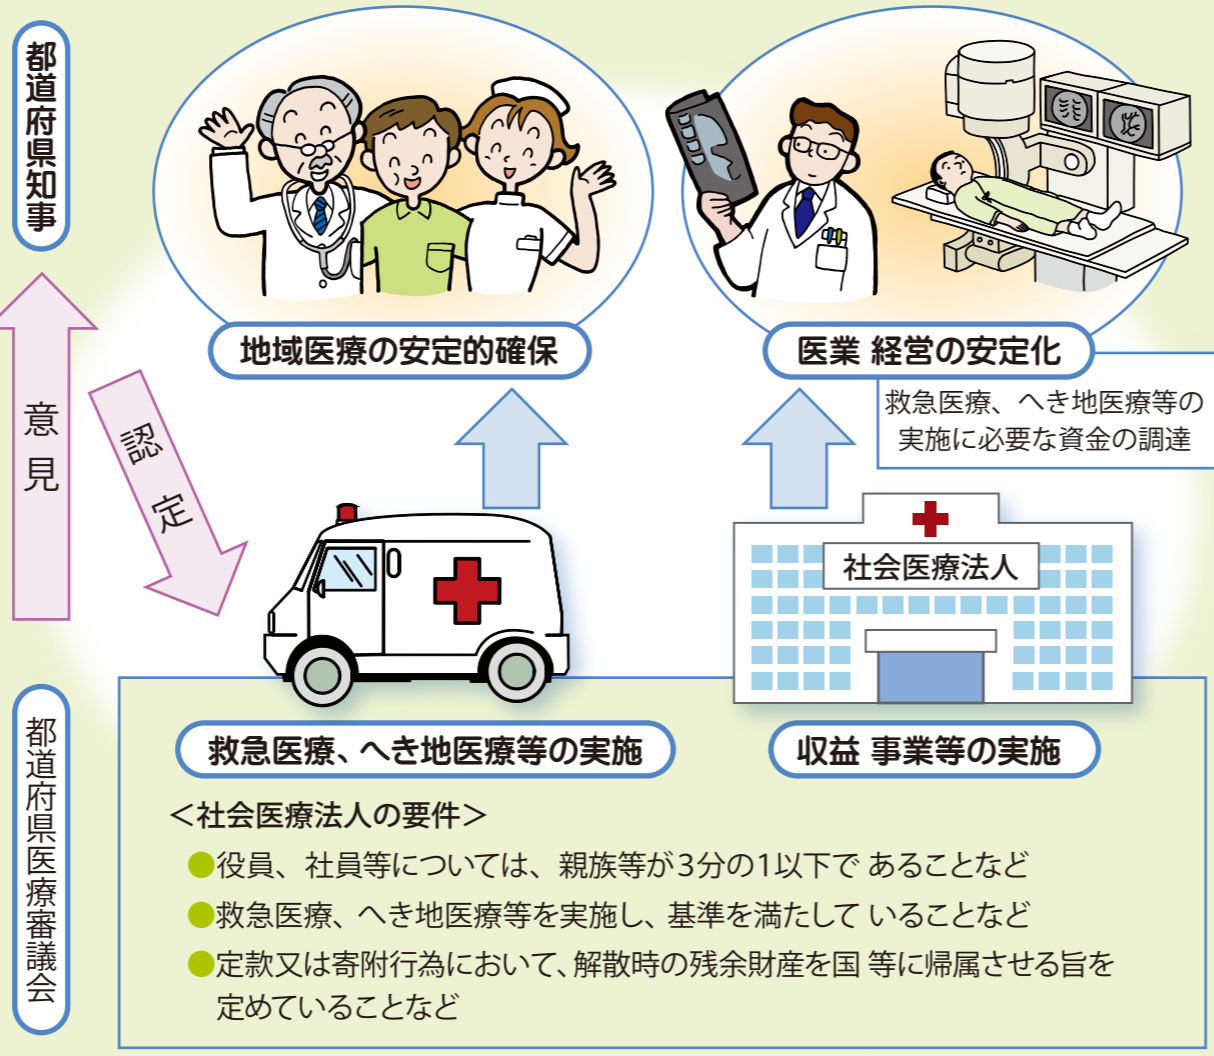 都道府県知事
意見
認定
都道府県医療審議会
地域医療の安定的確保
医業 経営の安定化
救急医療、へき地医療等の
実施に必要な資金の調達
社会医療法人
救急医療、へき地医療等の実施
収益 事業等の実施
＜社会医療法人の要件＞
●役員、社員等については、親族等が3分の1以下で あることなど
●救急医療、へき地医療等を実施し、基準を満たして いることなど
●定款又は寄附行為において、解散時の残余財産を国 等に帰属させる旨を
定めていることなど